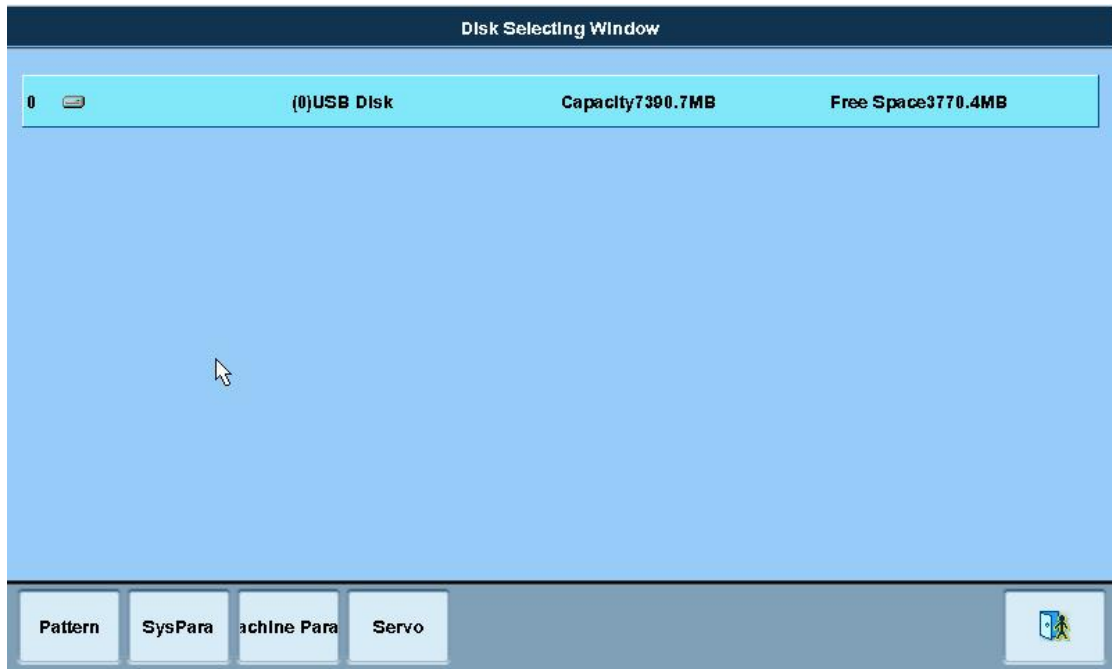 Disk Selecting Window
0 (0)USB Disk Capacity7390.7MB Free Space3770.4MB
Pattern SysPara achine Para Servo